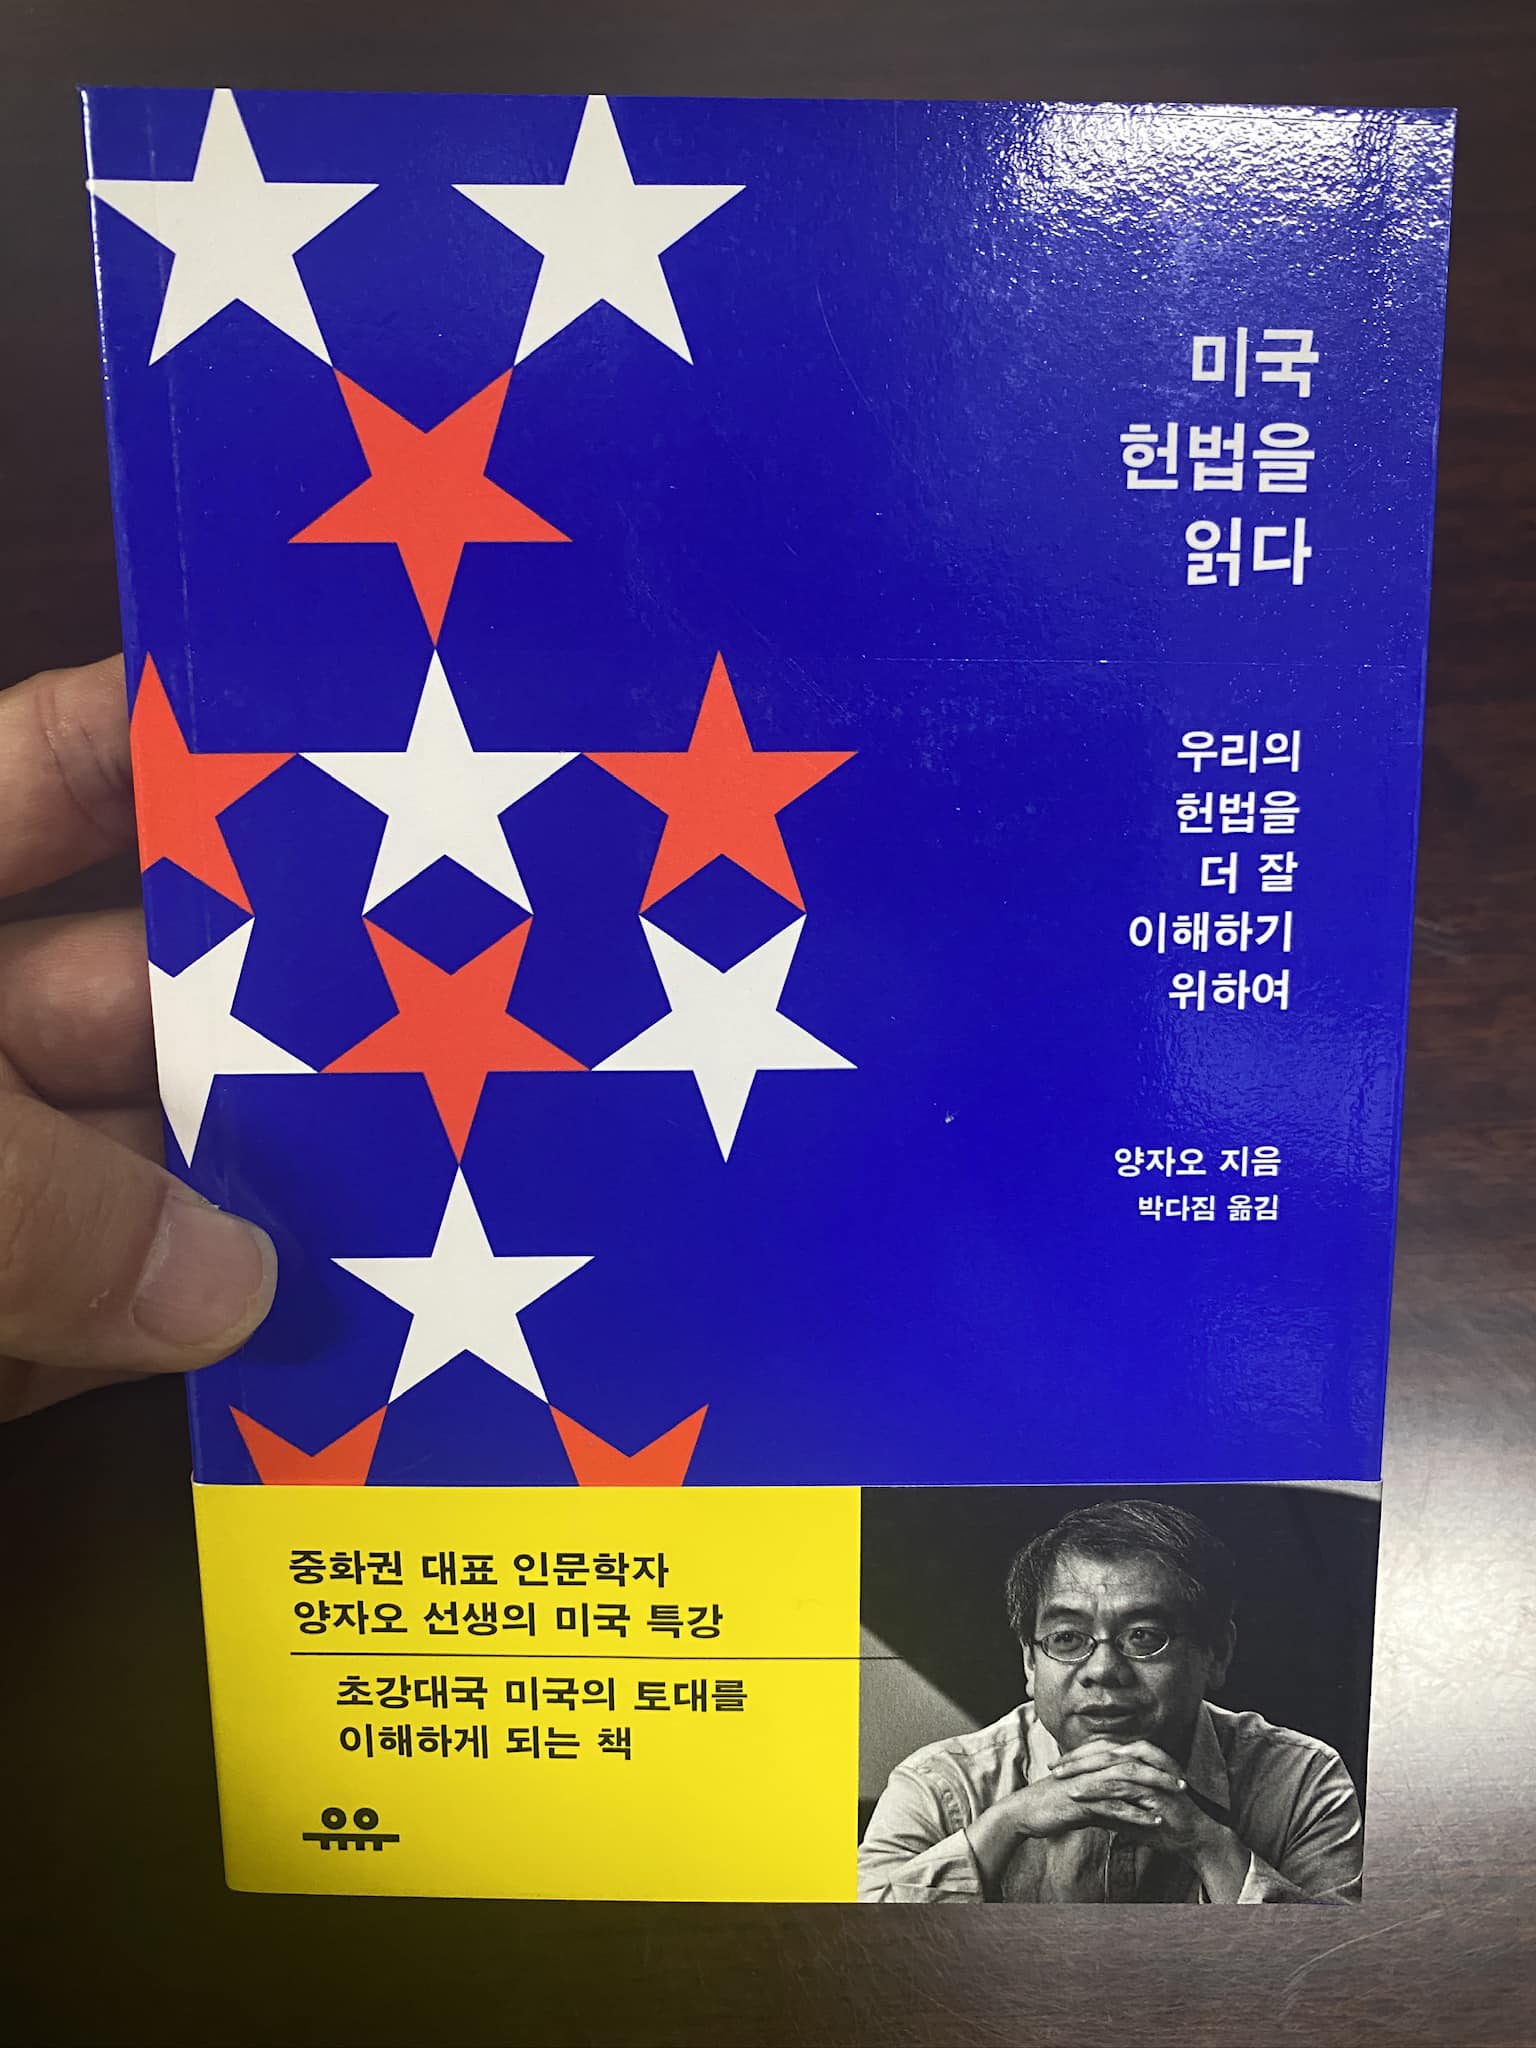 미국
헌법을
읽다
우리의
헌법을
더 잘
이해하기
위하여
양자오 지음
박다짐 옮김
중화권 대표 인문학자
양자오 선생의 미국 특강
초강대국 미국의 토대를
이해하게 되는 책
유유